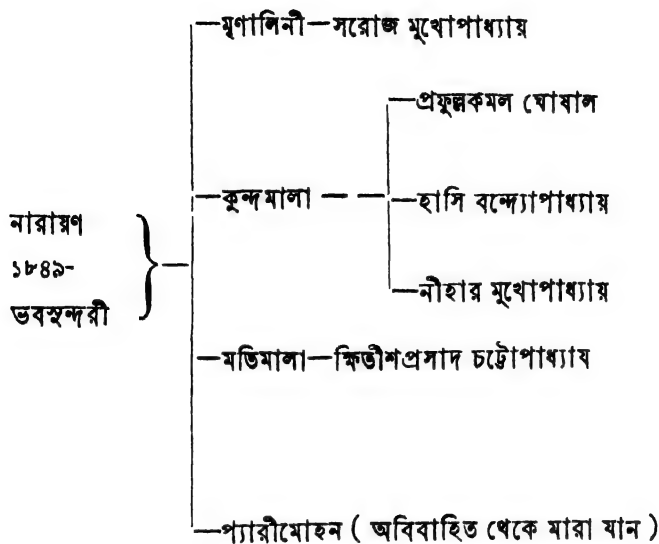 মৃণালিনী—সরোজ মুখোপাধ্যায়
প্রফুল্লকমল ঘোষাল
কুন্দমালা
হাসি বন্দ্যোপাধ্যায়
নারায়ণ
১৮৪৯-
ভবসুন্দরী
নীহার মুখোপাধ্যায়
মতিমালা—ক্ষিতীশপ্রসাদ চট্টোপাধ্যায়
প্যারীমোহন ( অবিবাহিত থেকে মারা যান )